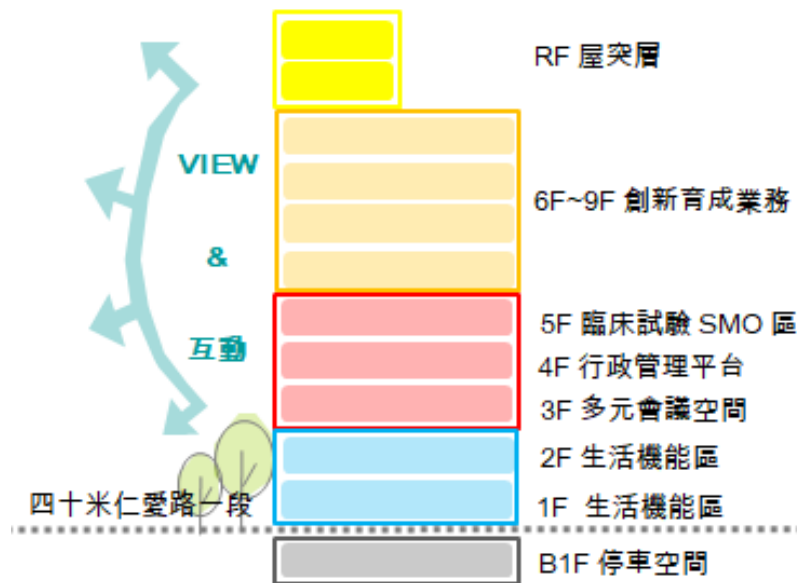 RF 屋突層
VIEW
&
互動
6F~9F 創新育成業務
5F 臨床試驗 SMO 區
4F 行政管理平台
3F 多元會議空間
2F 生活機能區
1F 生活機能區
四十米仁愛路一段
B1F 停車空間